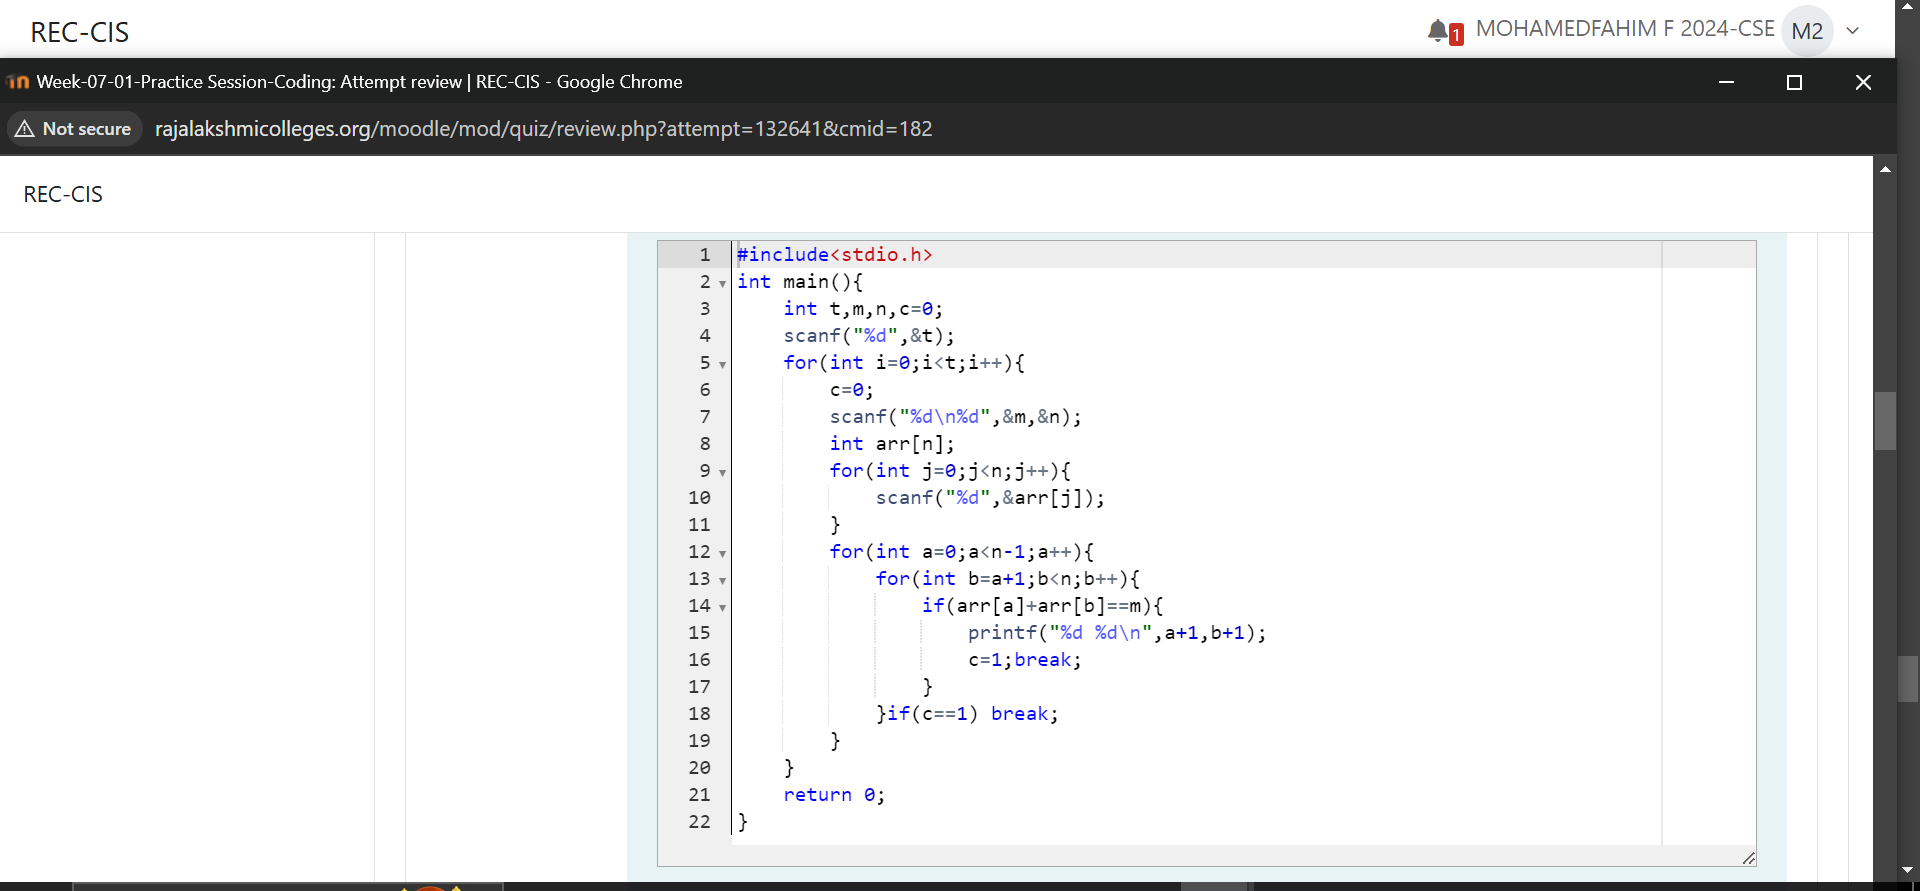 REC-CIS
1 MOHAMEDFAHIM F 2024-CSE M2
in Week-07-01-Practice Session-Coding: Attempt review | REC-CIS - Google Chrome
Not secure rajalakshmicolleges.org/moodle/mod/quiz/review.php?attempt=132641&cmid=182
REC-CIS
1 #include<stdio.h>
2 int main(){
3     int t,m,n,c=0;
4     scanf("%d",&t);
5     for(int i=0;i<t;i++){
6         c=0;
7         scanf("%d\n%d",&m,&n);
8         int arr[n];
9         for(int j=0;j<n;j++){
10             scanf("%d",&arr[j]);
11         }
12         for(int a=0;a<n-1;a++){
13             for(int b=a+1;b<n;b++){
14                 if(arr[a]+arr[b]==m){
15                     printf("%d %d\n",a+1,b+1);
16                     c=1;break;
17                 }
18             }if(c==1) break;
19         }
20     }
21     return 0;
22 }